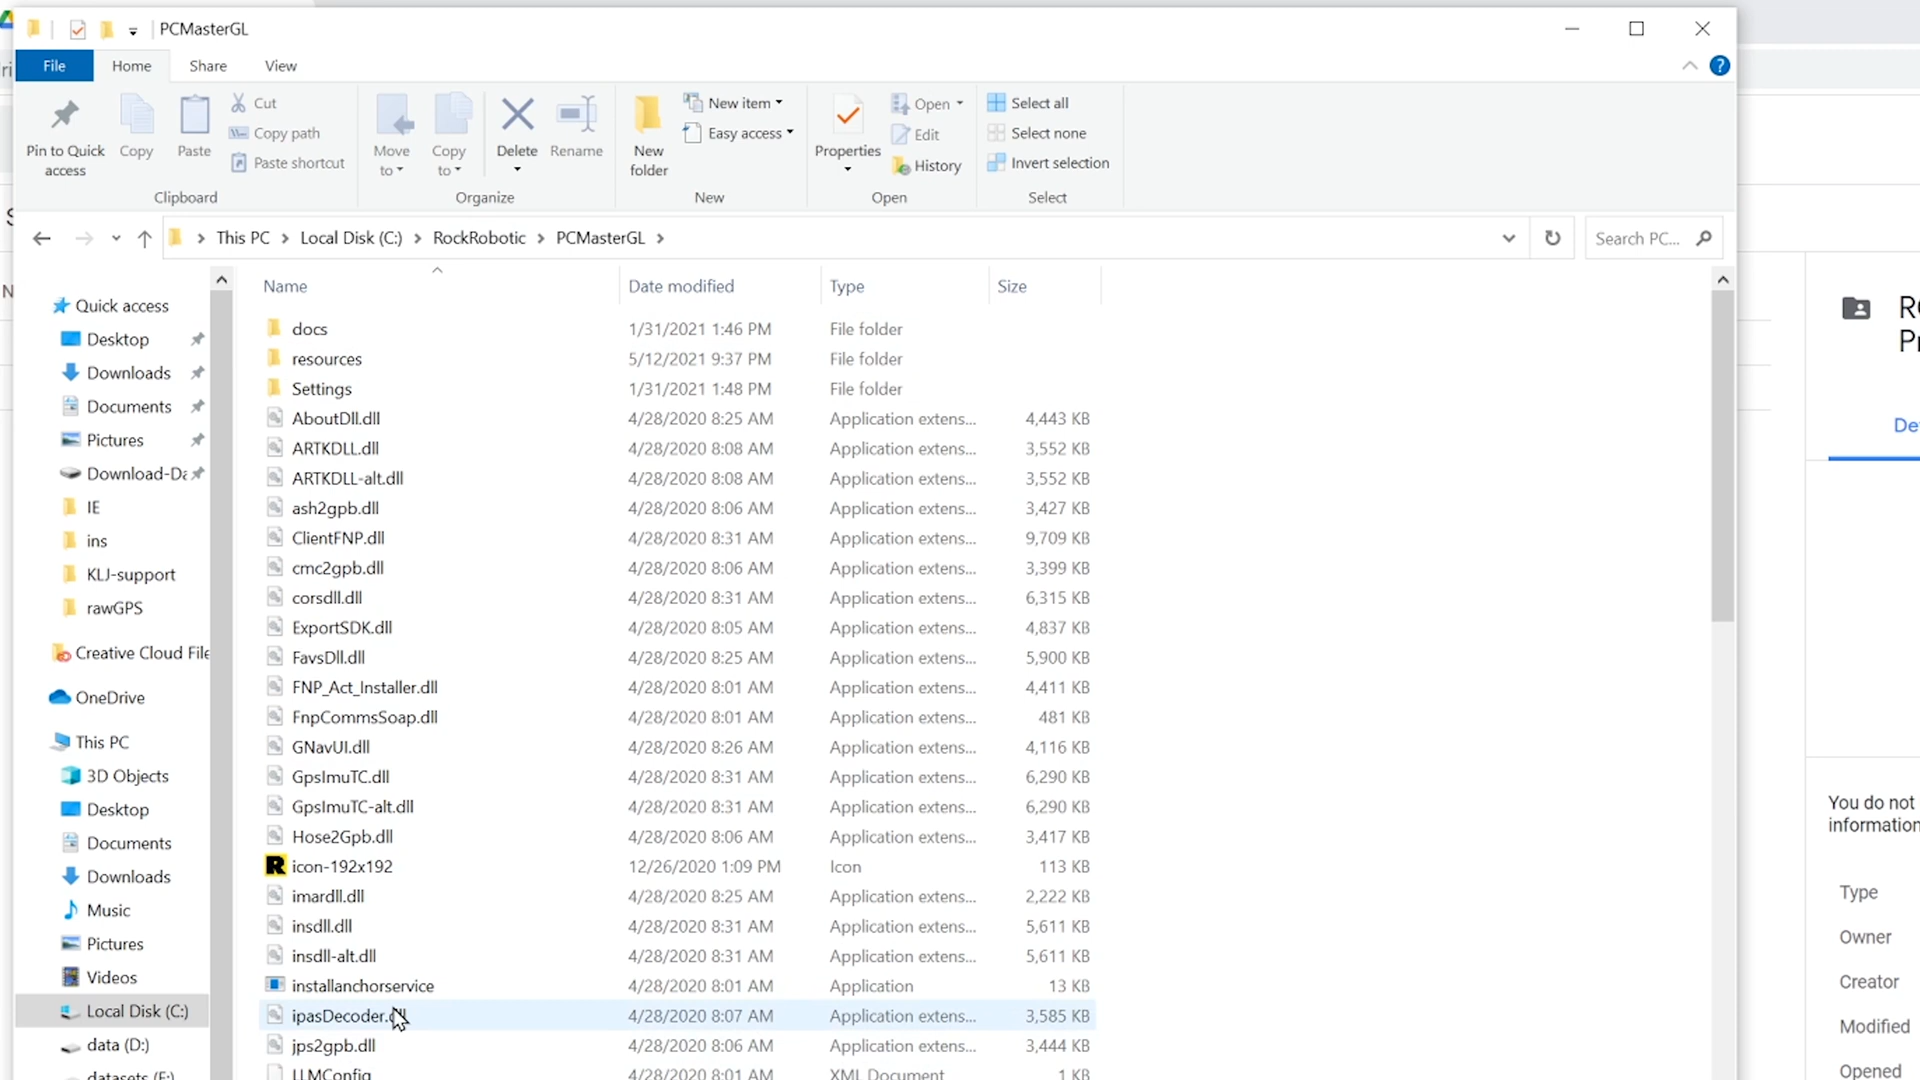 PCMasterGL
File Home Share View
Pin to Quick access
Copy
Paste
Cut
Copy path
Paste shortcut
Clipboard
Move to
Copy to
Delete
Rename
Organize
New folder
New item
Easy access
New
Properties
Open
Edit
History
Open
Select all
Select none
Invert selection
Select
This PC Local Disk (C:) RockRobotic PCMasterGL
Search PC...
Quick access
Desktop
Downloads
Documents
Pictures
Download-Da
IE
ins
KLJ-support
rawGPS
Creative Cloud File
OneDrive
This PC
3D Objects
Desktop
Documents
Downloads
Music
Pictures
Videos
Local Disk (C:)
data (D:)
datasets (E:)
Name Date modified Type Size
docs 1/31/2021 1:46 PM File folder
resources 5/12/2021 9:37 PM File folder
Settings 1/31/2021 1:48 PM File folder
AboutDll.dll 4/28/2020 8:25 AM Application extens... 4,443 KB
ARTKDLL.dll 4/28/2020 8:08 AM Application extens... 3,552 KB
ARTKDLL-alt.dll 4/28/2020 8:08 AM Application extens... 3,552 KB
ash2gpb.dll 4/28/2020 8:06 AM Application extens... 3,427 KB
ClientFNP.dll 4/28/2020 8:31 AM Application extens... 9,709 KB
cmc2gpb.dll 4/28/2020 8:06 AM Application extens... 3,399 KB
corsdll.dll 4/28/2020 8:31 AM Application extens... 6,315 KB
ExportSDK.dll 4/28/2020 8:05 AM Application extens... 4,837 KB
FavsDll.dll 4/28/2020 8:25 AM Application extens... 5,900 KB
FNP_Act_Installer.dll 4/28/2020 8:01 AM Application extens... 4,411 KB
FnpCommsSoap.dll 4/28/2020 8:01 AM Application extens... 481 KB
GNavUI.dll 4/28/2020 8:26 AM Application extens... 4,116 KB
GpsImuTC.dll 4/28/2020 8:31 AM Application extens... 6,290 KB
GpsImuTC-alt.dll 4/28/2020 8:31 AM Application extens... 6,290 KB
Hose2Gpb.dll 4/28/2020 8:06 AM Application extens... 3,417 KB
icon-192x192 12/26/2020 1:09 PM Icon 113 KB
imardll.dll 4/28/2020 8:25 AM Application extens... 2,222 KB
insdll.dll 4/28/2020 8:31 AM Application extens... 5,611 KB
insdll-alt.dll 4/28/2020 8:31 AM Application extens... 5,611 KB
installanchorservice 4/28/2020 8:01 AM Application 13 KB
ipasDecoder.dll 4/28/2020 8:07 AM Application extens... 3,585 KB
jps2gpb.dll 4/28/2020 8:06 AM Application extens... 3,444 KB
LLMConfig 4/28/2020 8:01 AM XML Document 1 KB
You do not
information
Type
Owner
Creator
Modified
Opened